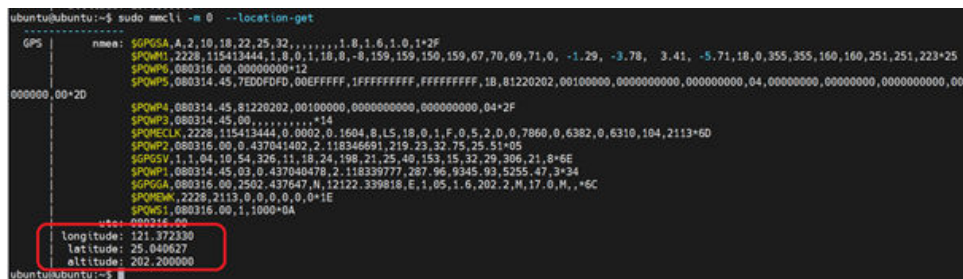 ubuntu@ubuntu:~$ sudo mmcli -m 0 --location-get
----------------
GPS | nmea: $GPGSA,A,2,10,18,22,25,32,,,,,,,,1.8,1.6,1.0,1*2F
| $PQWM1,2228,115413444,1,8,0,1,18,8,-8,159,159,150,159,67,70,69,71,0, -1.29, -3.78, 3.41, -5.71,18,0,355,355,160,160,251,251,223*25
| $PQWP6,080316.00,00000000*12
| $PQWP5,080314.45,7EDDFDFD,00EFFFFF,1FFFFFFFFF,FFFFFFFFF,1B,81220202,00100000,0000000000,000000000,04,00000000,00000000,0000000000,00
000000,00*2D
| $PQWP4,080314.45,81220202,00100000,0000000000,000000000,04*2F
| $PQWP3,080314.45,00,,,,,,,,,,*14
| $PQMECLK,2228,115413444,0.0002,0.1604,8,LS,18,0,1,F,0,5,2,D,0,7860,0,6382,0,6310,104,2113*6D
| $PQWP2,080316.00,0.437041402,2.118346691,219.23,32.75,25.51*05
| $GPGSV,1,1,04,10,54,326,11,18,24,198,21,25,40,153,15,32,29,306,21,8*6E
| $PQWP1,080314.45,03,0.437040478,2.118339777,287.96,9345.93,5255.47,3*34
| $GPGGA,080316.00,2502.437647,N,12122.339818,E,1,05,1.6,202.2,M,17.0,M,,*6C
| $PQMEWK,2228,2113,0,0,0,0,0,0*1E
| $PQWS1,080316.00,1,1000*0A
| utc: 080316.00
| longitude: 121.372330
| latitude: 25.040627
| altitude: 202.200000
ubuntu@ubuntu:~$